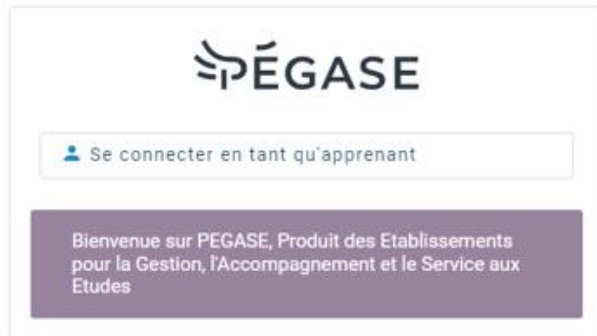 PÉGASE
Se connecter en tant qu'apprenant
Bienvenue sur PEGASE, Produit des Etablissements
pour la Gestion, l'Accompagnement et le Service aux
Etudes